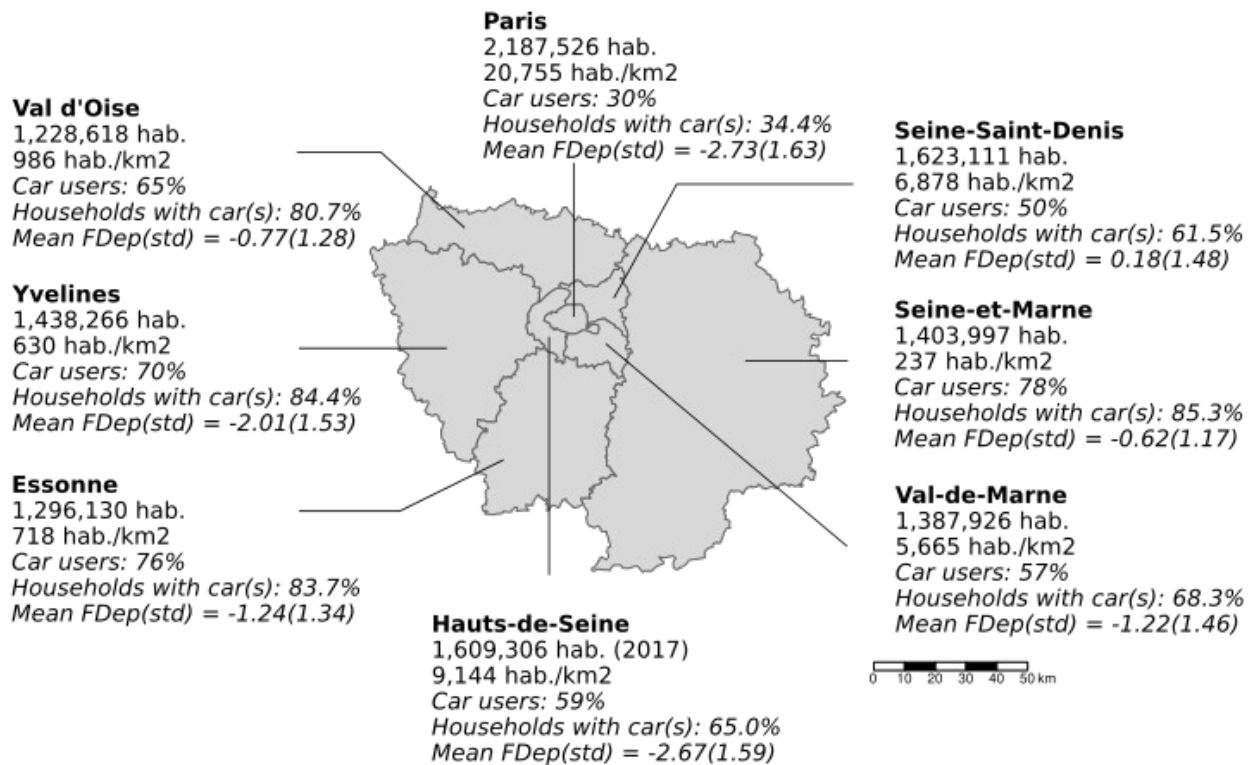 Paris
2,187,526 hab.
20,755 hab./km2
Car users: 30%
Households with car(s): 34.4%
Mean FDep(std) = -2.73(1.63)
Val d'Oise
1,228,618 hab.
986 hab./km2
Car users: 65%
Households with car(s): 80.7%
Mean FDep(std) = -0.77(1.28)
Yvelines
1,438,266 hab.
630 hab./km2
Car users: 70%
Households with car(s): 84.4%
Mean FDep(std) = -2.01(1.53)
Essonne
1,296,130 hab.
718 hab./km2
Car users: 76%
Households with car(s): 83.7%
Mean FDep(std) = -1.24(1.34)
Hauts-de-Seine
1,609,306 hab. (2017)
9,144 hab./km2
Car users: 59%
Households with car(s): 65.0%
Mean FDep(std) = -2.67(1.59)
Seine-Saint-Denis
1,623,111 hab.
6,878 hab./km2
Car users: 50%
Households with car(s): 61.5%
Mean FDep(std) = 0.18(1.48)
Seine-et-Marne
1,403,997 hab.
237 hab./km2
Car users: 78%
Households with car(s): 85.3%
Mean FDep(std) = -0.62(1.17)
Val-de-Marne
1,387,926 hab.
5,665 hab./km2
Car users: 57%
Households with car(s): 68.3%
Mean FDep(std) = -1.22(1.46)
0 10 20 30 40 50 km